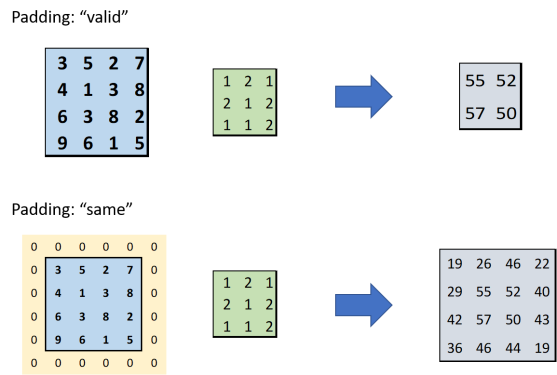 Padding: “valid”
3 5 2 7
4 1 3 8
6 3 8 2
9 6 1 5
1 2 1
2 1 2
1 1 2
55 52
57 50
Padding: “same”
0 0 0 0 0 0
0 3 5 2 7 0
0 4 1 3 8 0
0 6 3 8 2 0
0 9 6 1 5 0
0 0 0 0 0 0
1 2 1
2 1 2
1 1 2
19 26 46 22
29 55 52 40
42 57 50 43
36 46 44 19